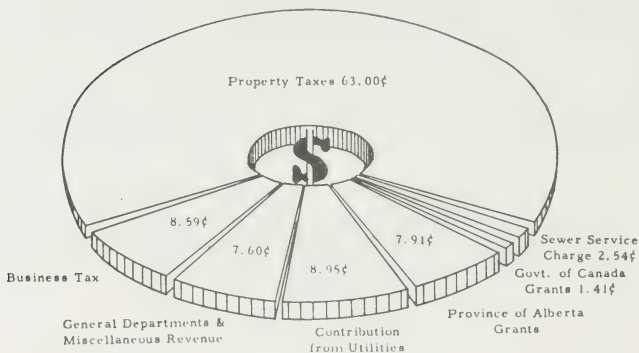 Property Taxes 63.00¢
$
8.59¢
7.60¢
8.95¢
7.91¢
Sewer Service
Charge 2.54¢
Govt. of Canada
Grants 1.41¢
Province of Alberta
Grants
Contribution
from Utilities
General Departments &
Miscellaneous Revenue
Business Tax